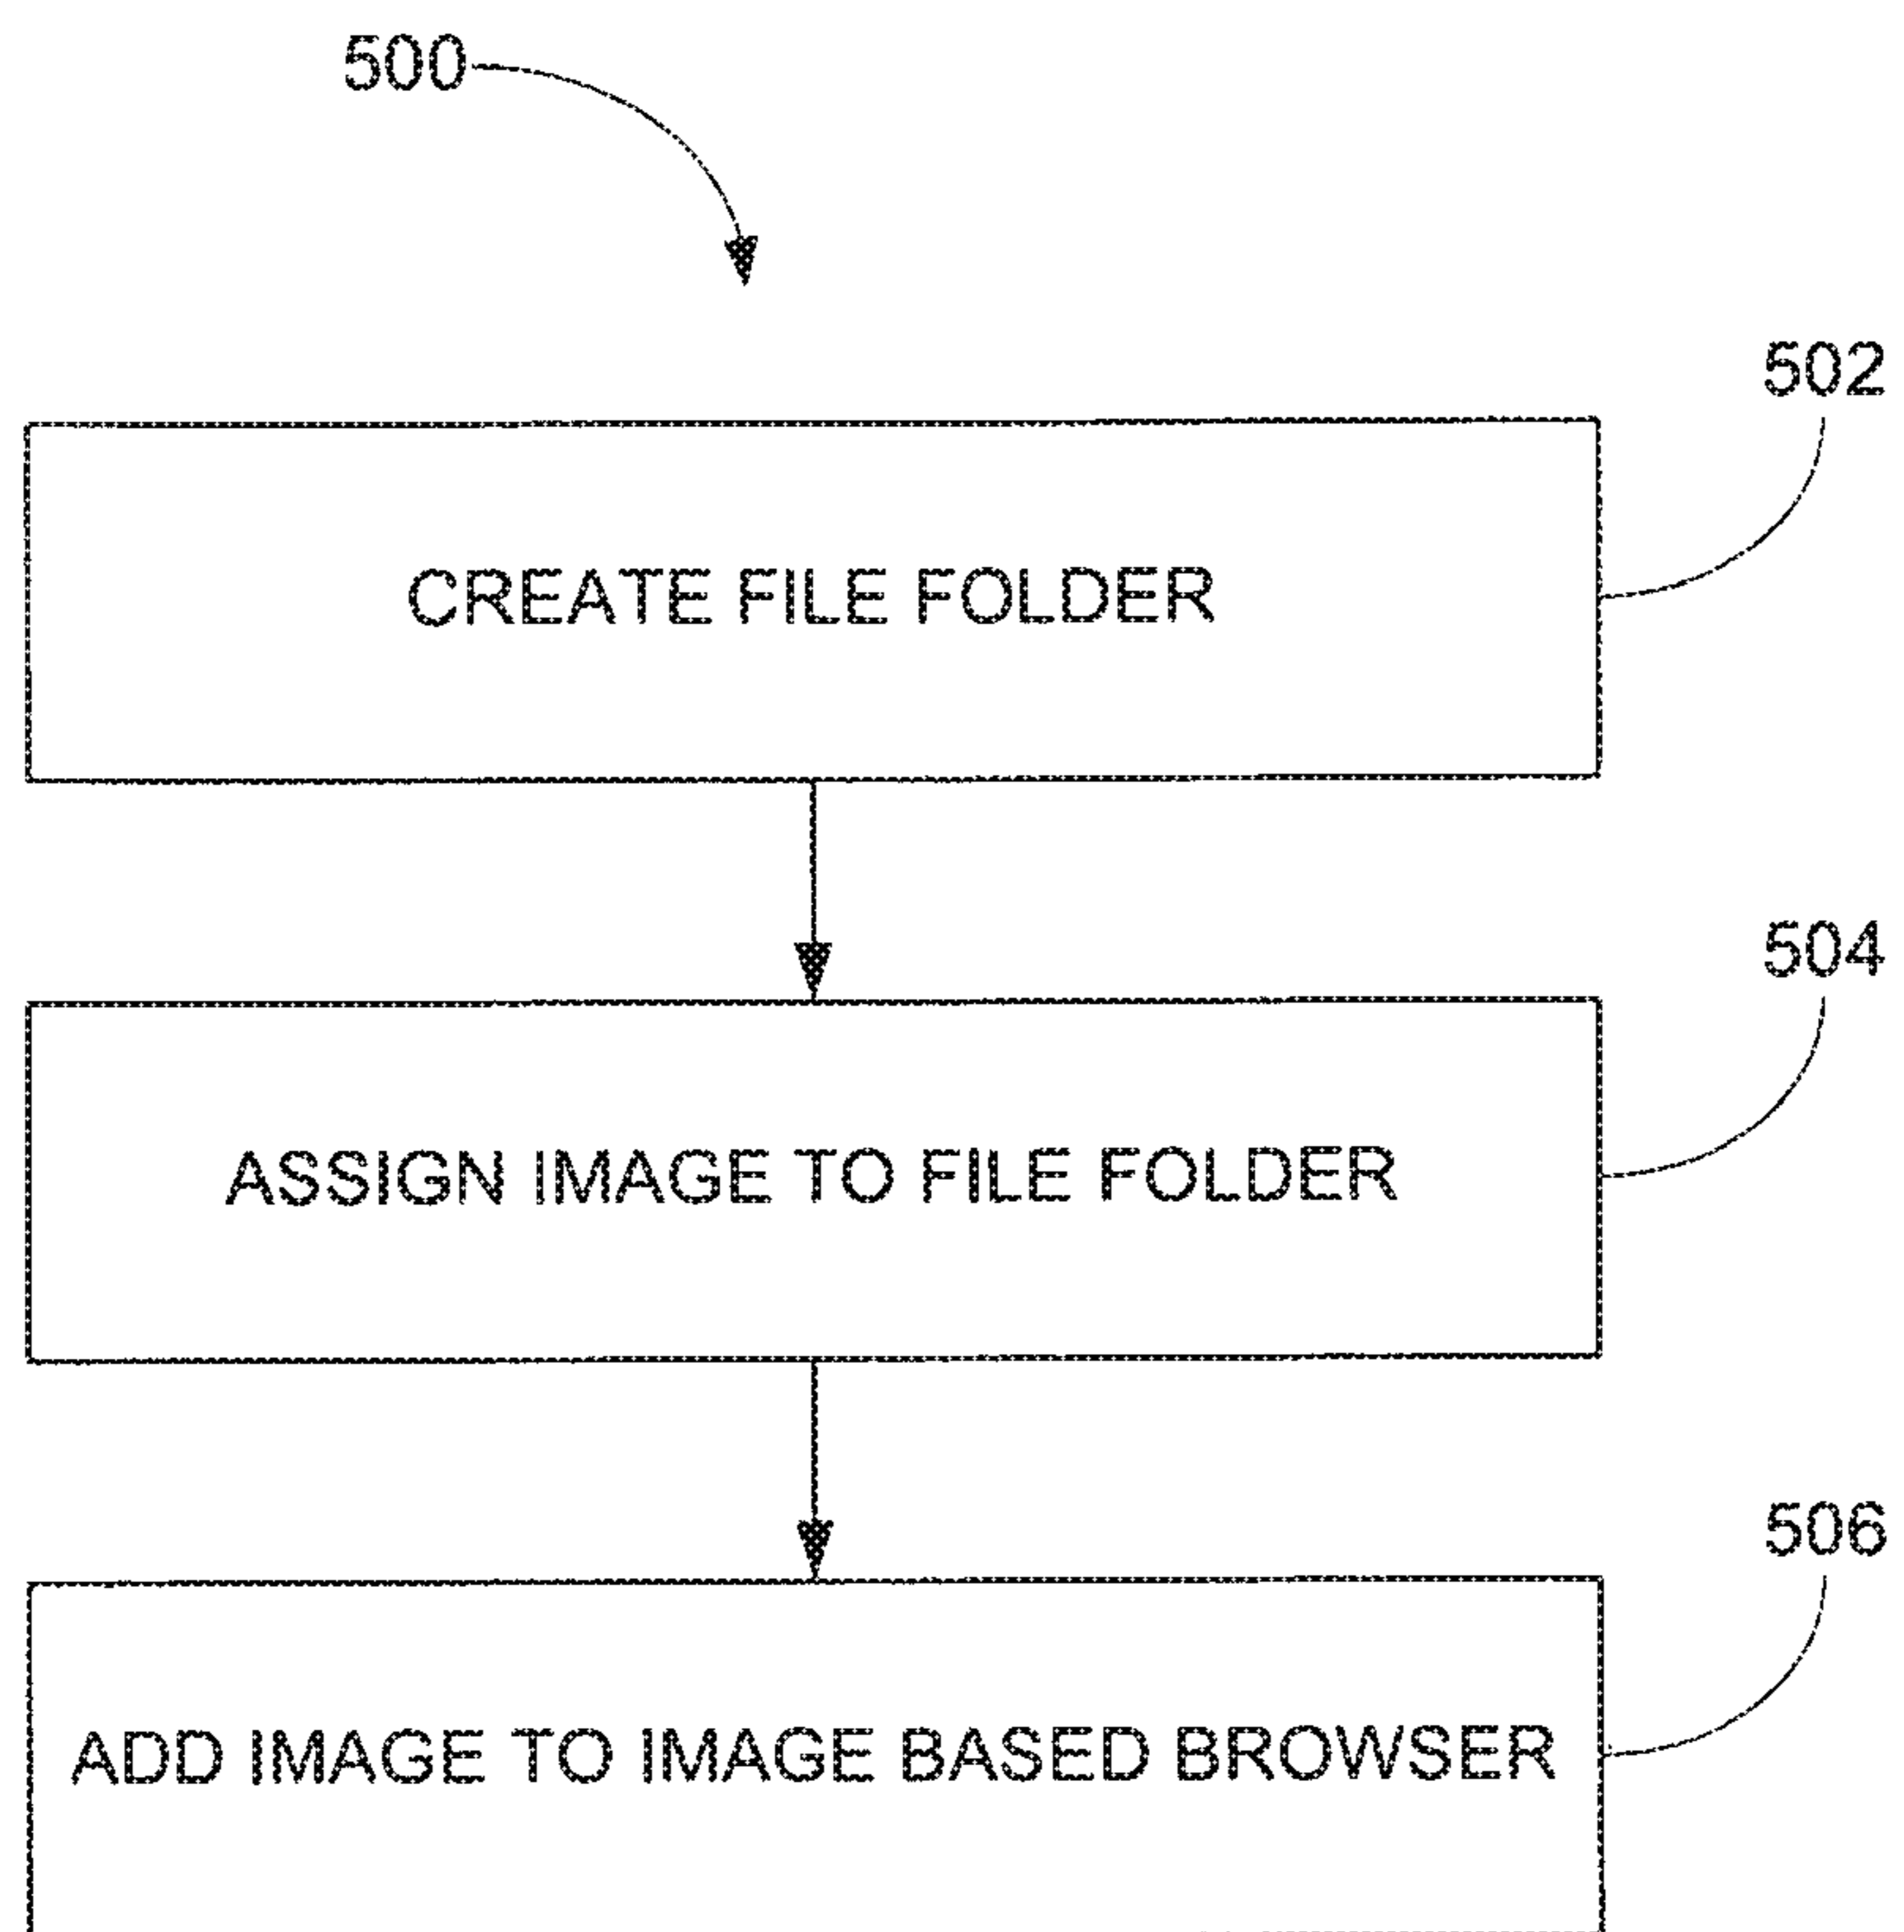 500
502
CREATE FILE FOLDER
504
ASSIGN IMAGE TO FILE FOLDER
506
ADD IMAGE TO IMAGE BASED BROWSER